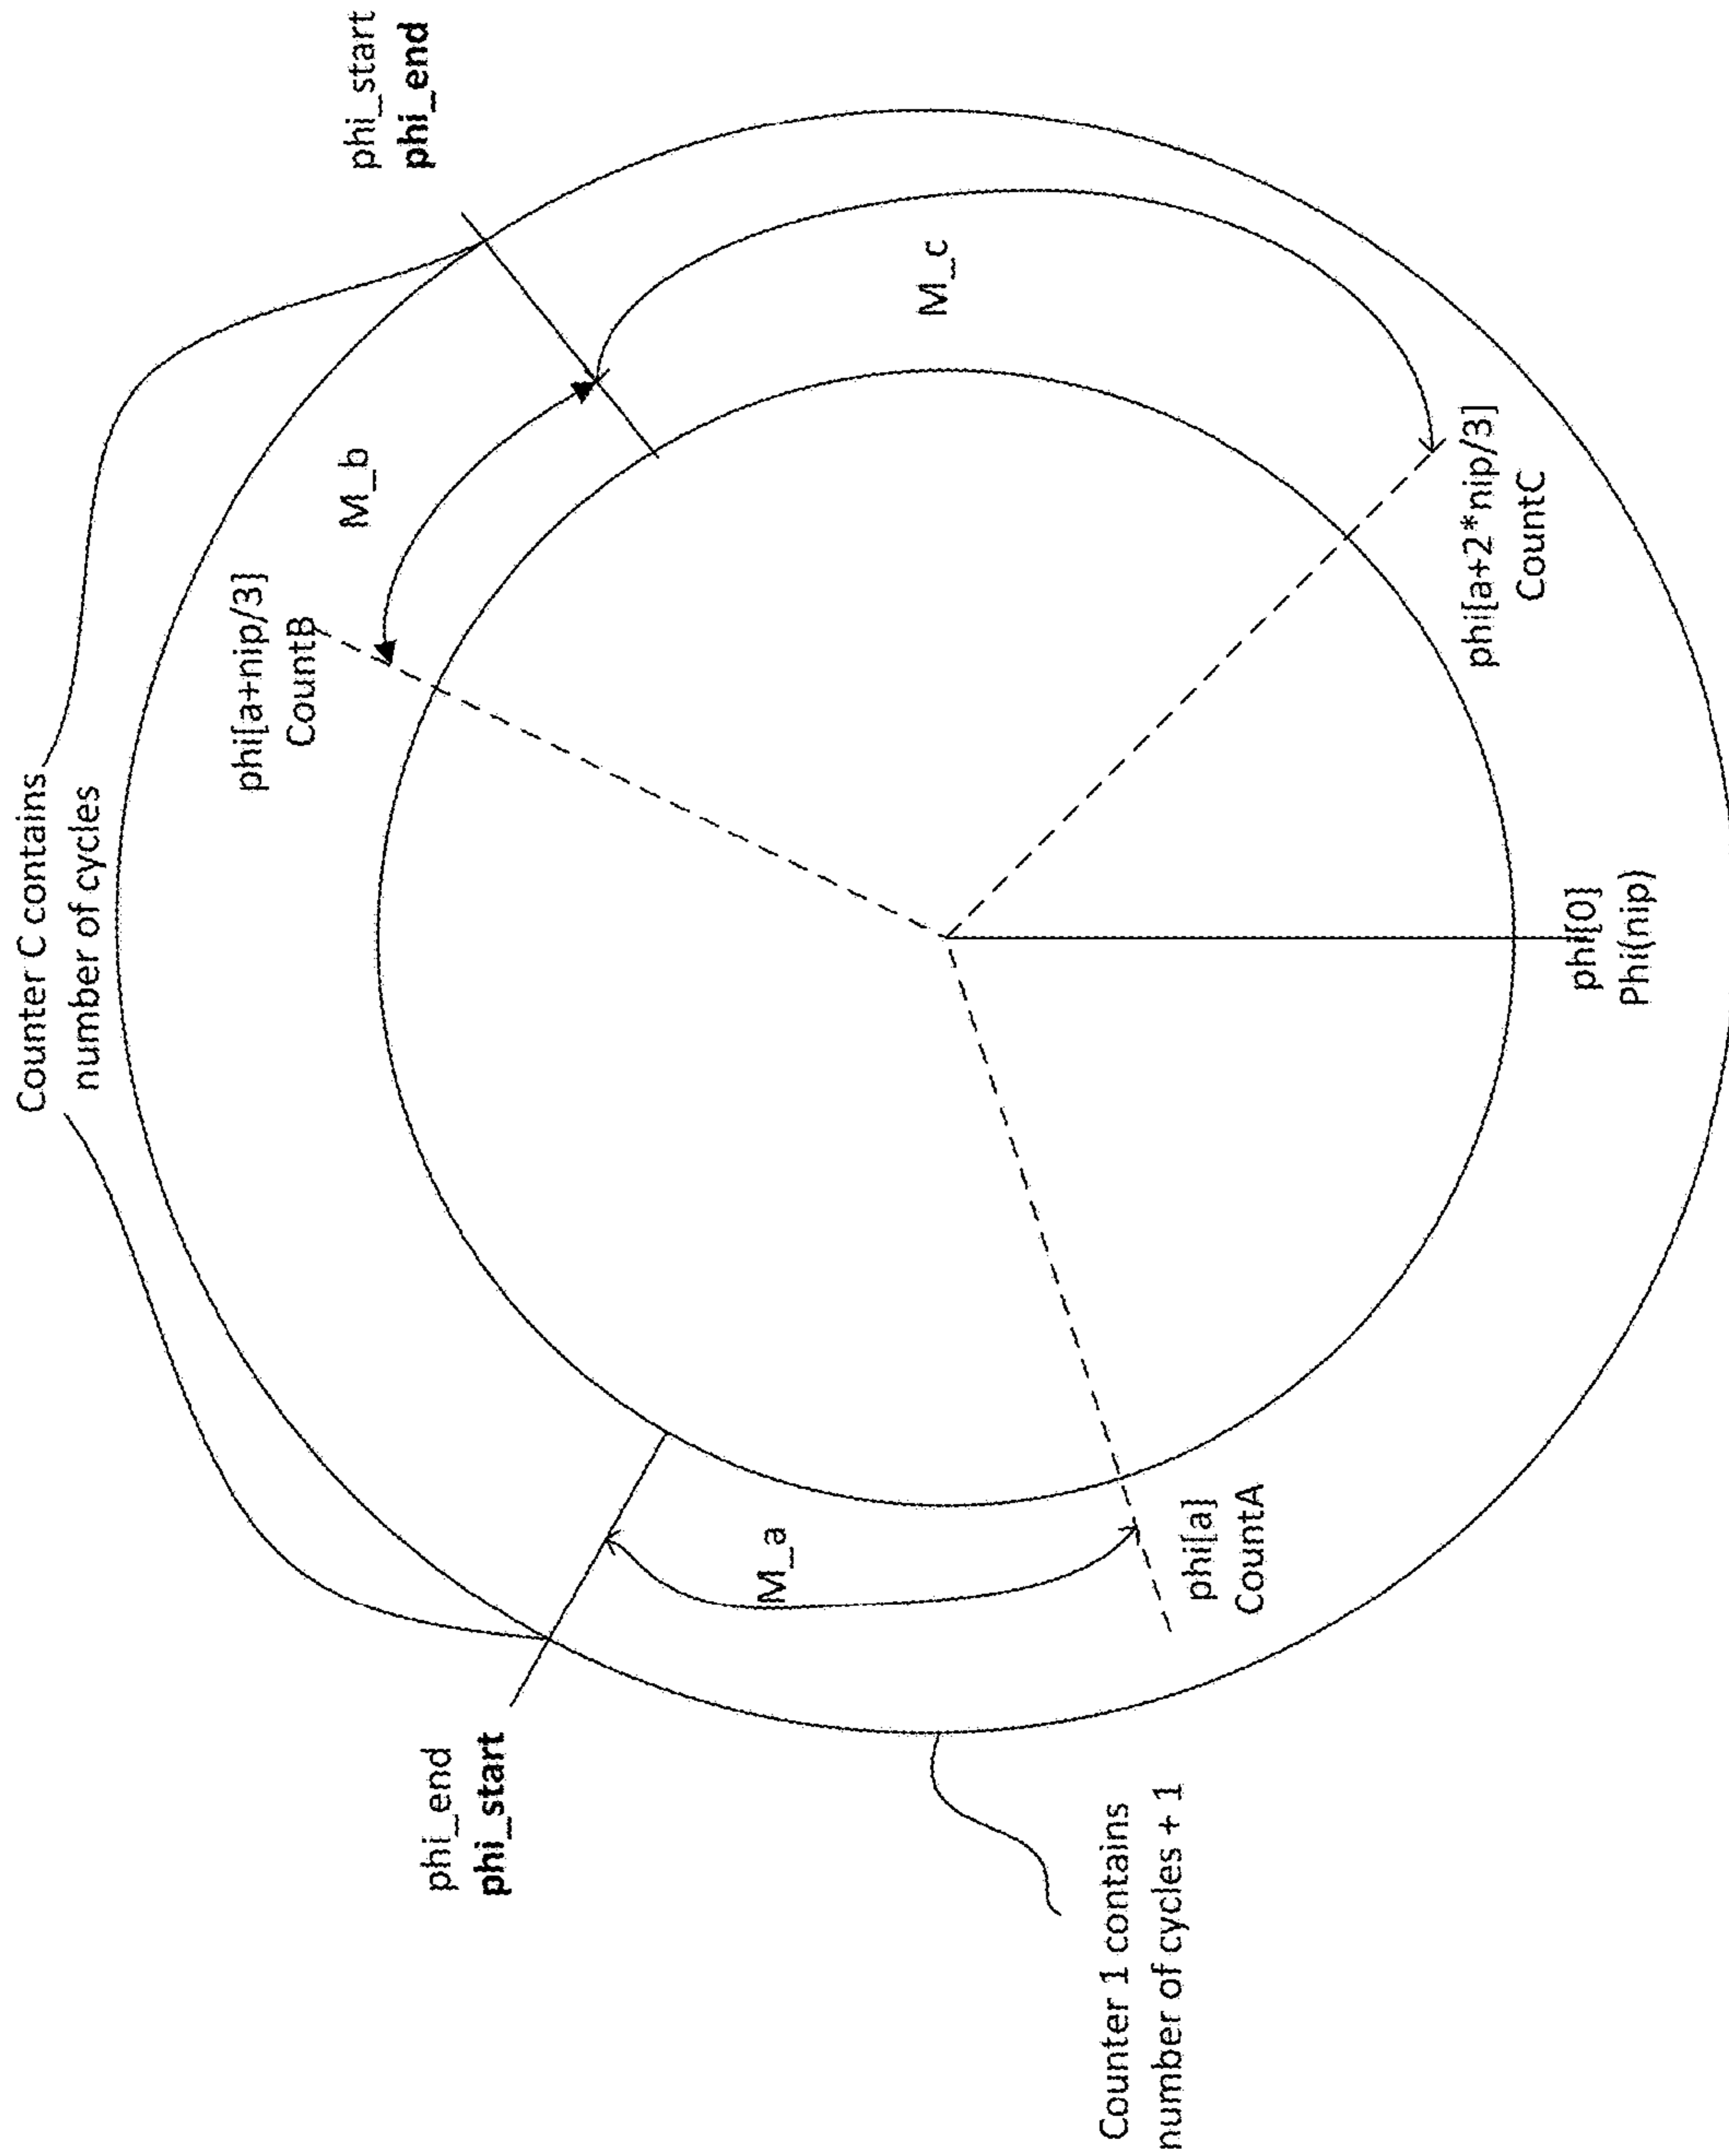 Counter C contains
number of cycles
phi_start
phi_end
phi[a+nip/3]
CountB
M_b
M_c
phi_end
phi_start
M_a
phi[a]
CountA
phi[a+2*nip/3]
CountC
Counter 1 contains
number of cycles + 1
phi[0]
Phi(nip)